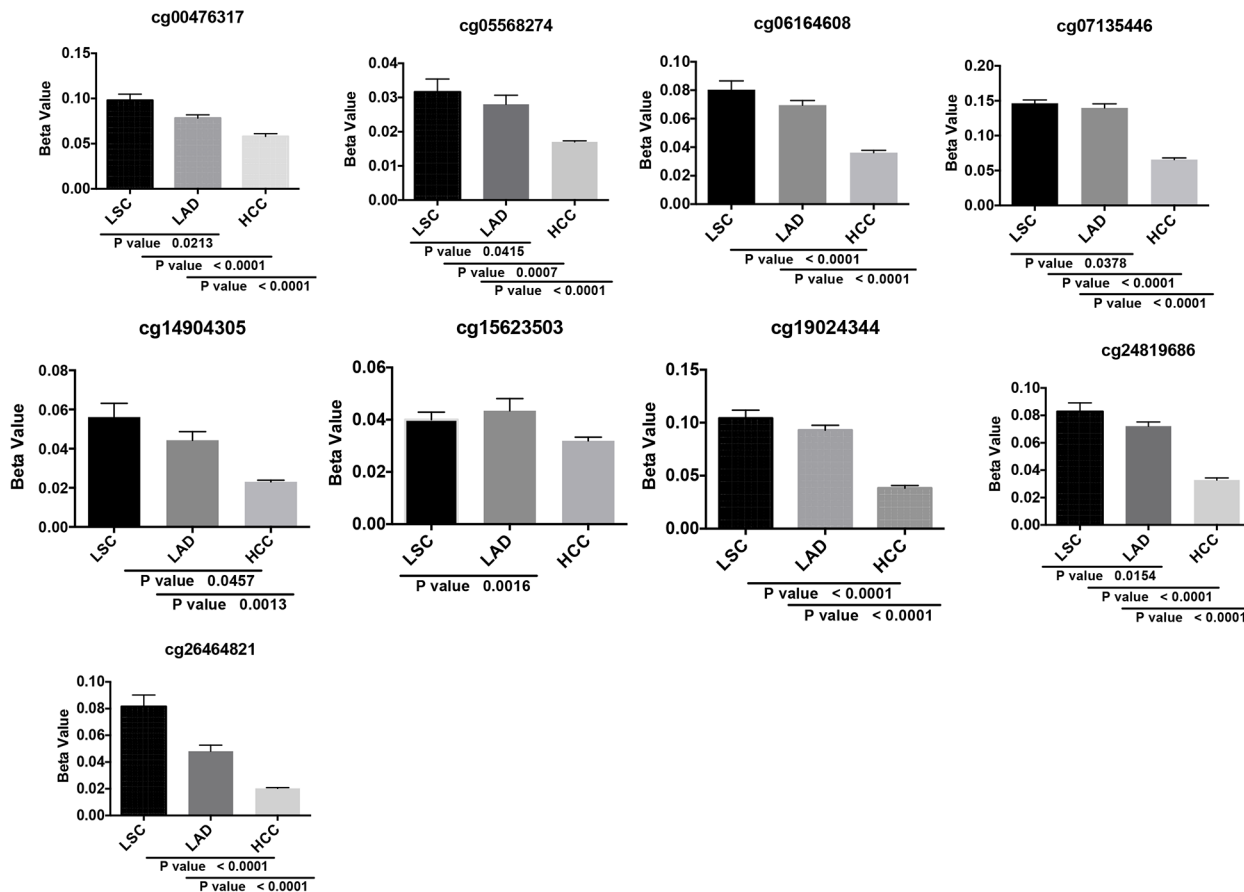 cg00476317
Beta Value
0.15
0.10
0.05
0.00
LSC
LAD
HCC
P value 0.0213
P value < 0.0001
P value < 0.0001
cg05568274
Beta Value
0.04
0.03
0.02
0.01
0.00
LSC
LAD
HCC
P value 0.0415
P value 0.0007
P value < 0.0001
cg06164608
Beta Value
0.10
0.08
0.06
0.04
0.02
0.00
LSC
LAD
HCC
P value < 0.0001
P value < 0.0001
cg07135446
Beta Value
0.20
0.15
0.10
0.05
0.00
LSC
LAD
HCC
P value 0.0378
P value < 0.0001
P value < 0.0001
cg14904305
Beta Value
0.08
0.06
0.04
0.02
0.00
LSC
LAD
HCC
P value 0.0457
P value 0.0013
cg15623503
Beta Value
0.06
0.04
0.02
0.00
LSC
LAD
HCC
P value 0.0016
cg19024344
Beta Value
0.15
0.10
0.05
0.00
LSC
LAD
HCC
P value < 0.0001
P value < 0.0001
cg24819686
Beta Value
0.10
0.08
0.06
0.04
0.02
0.00
LSC
LAD
HCC
P value 0.0154
P value < 0.0001
P value < 0.0001
cg26464821
Beta Value
0.10
0.08
0.06
0.04
0.02
0.00
LSC
LAD
HCC
P value < 0.0001
P value < 0.0001